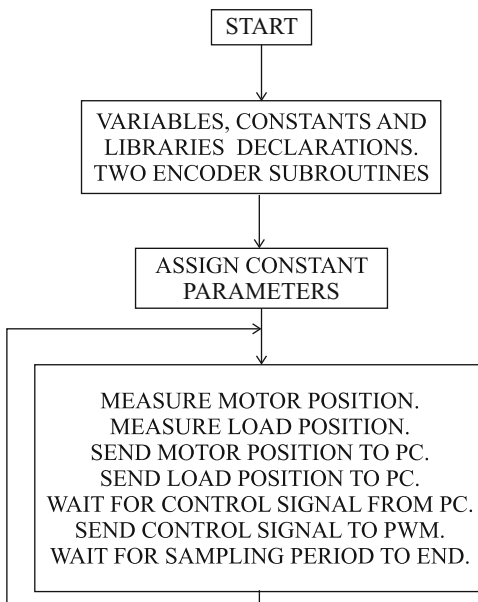 START
VARIABLES, CONSTANTS AND
LIBRARIES DECLARATIONS.
TWO ENCODER SUBROUTINES
ASSIGN CONSTANT
PARAMETERS
MEASURE MOTOR POSITION.
MEASURE LOAD POSITION.
SEND MOTOR POSITION TO PC.
SEND LOAD POSITION TO PC.
WAIT FOR CONTROL SIGNAL FROM PC.
SEND CONTROL SIGNAL TO PWM.
WAIT FOR SAMPLING PERIOD TO END.